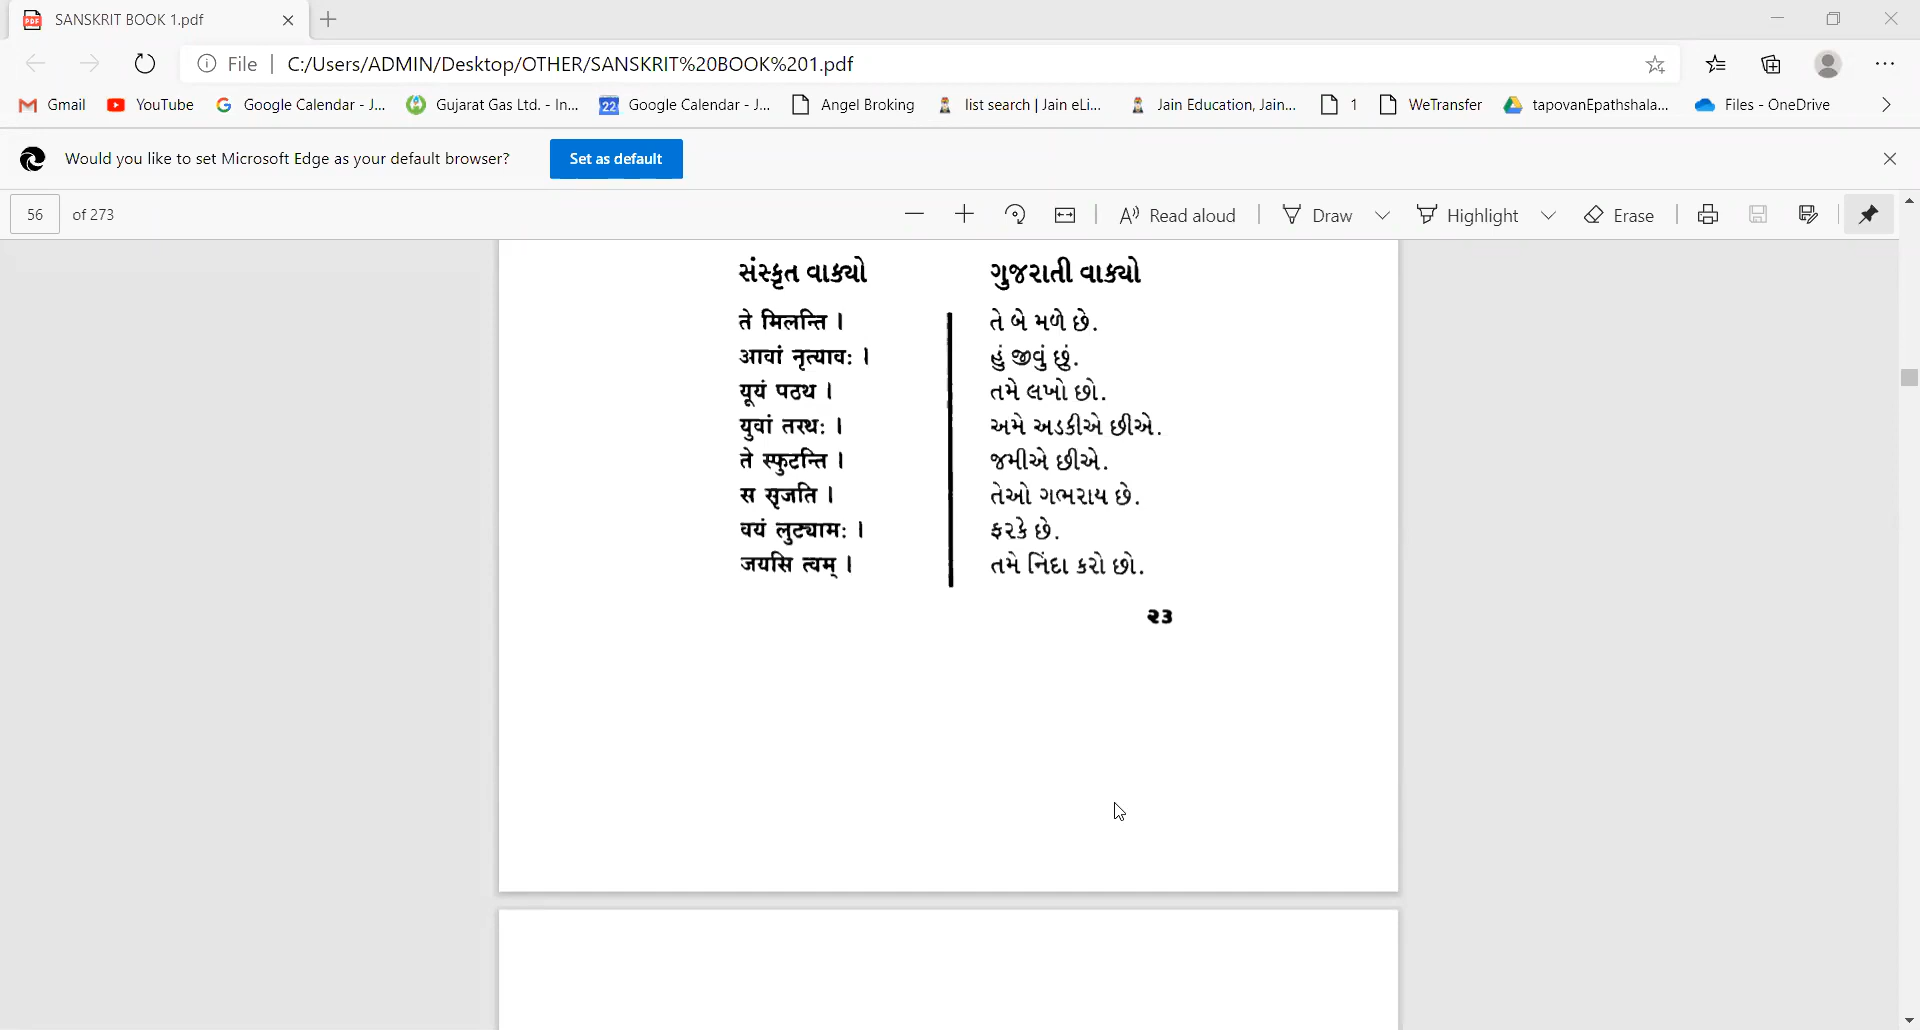 SANSKRIT BOOK 1.pdf
File | C:/Users/ADMIN/Desktop/OTHER/SANSKRIT%20BOOK%201.pdf
Gmail YouTube Google Calendar - J... Gujarat Gas Ltd. - In... Google Calendar - J... Angel Broking list search | Jain eLi... Jain Education, Jain... 1 WeTransfer tapovanEpathshala... Files - OneDrive
Would you like to set Microsoft Edge as your default browser? Set as default
56 of 273 Read aloud Draw Highlight Erase
સંસ્કૃત વાક્યો ગુજરાતી વાક્યો
ते मिलन्ति । તે બે મળે છે.
आवां नृत्यावः । હું જીવું છું.
यूयं पठथ । તમે લખો છો.
युवां तरथः । અમે અડકીએ છીએ.
ते स्फुटन्ति । જમીએ છીએ.
स सृजति । તેઓ ગભરાય છે.
वयं लुट्यामः । ફરકે છે.
जयसि त्वम् । તમે નિંદા કરો છો.
૨૩